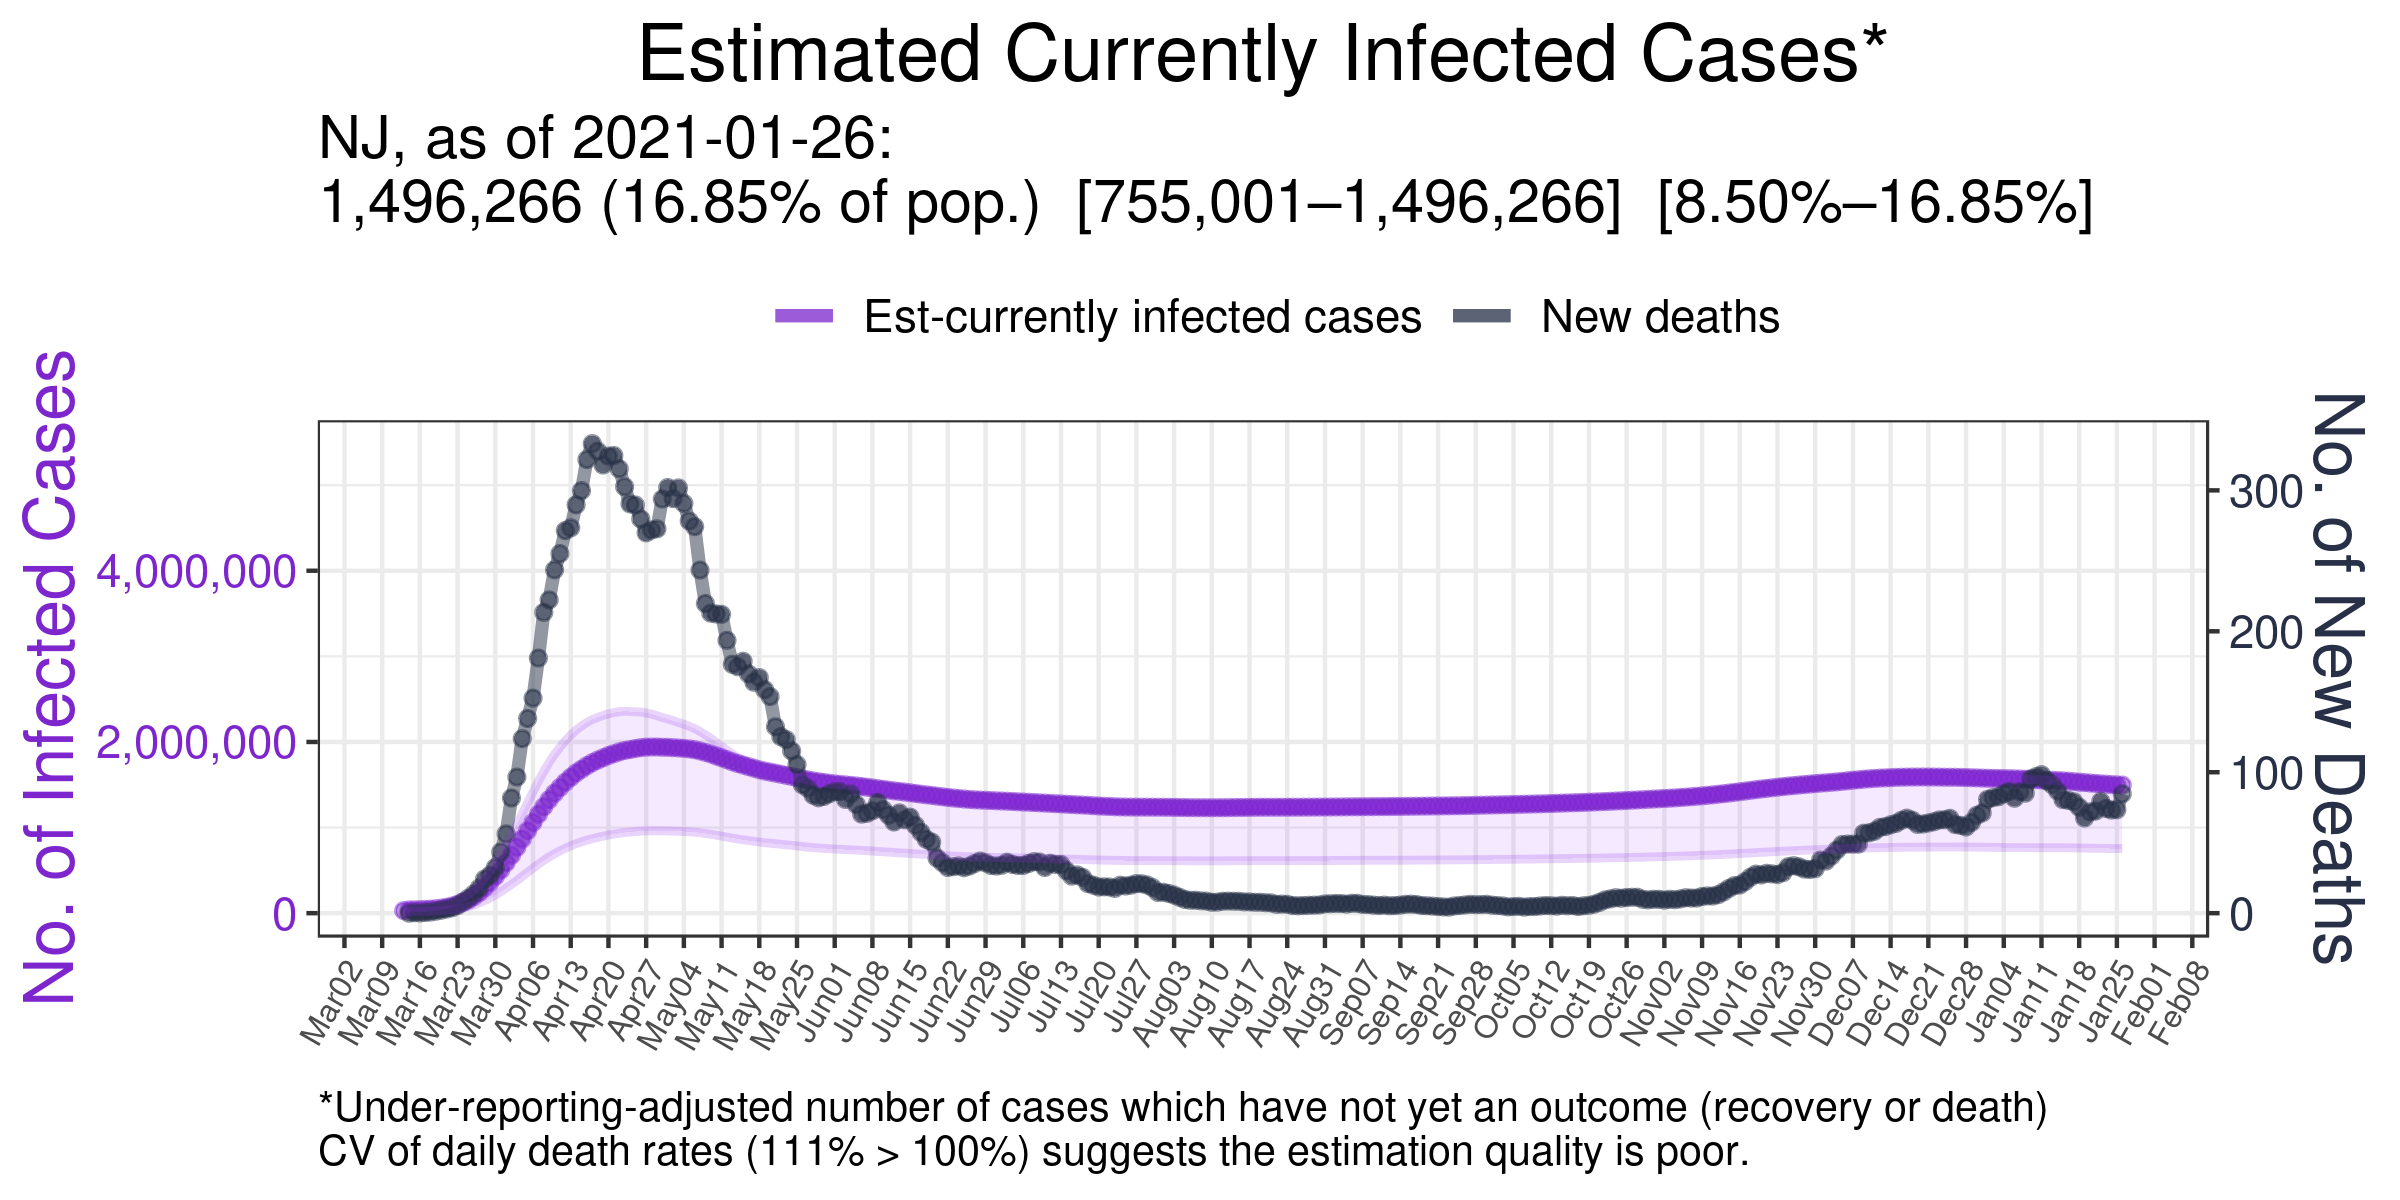 Estimated Currently Infected Cases*
NJ, as of 2021-01-26:
1,496,266 (16.85% of pop.) [755,001–1,496,266] [8.50%–16.85%]
Est-currently infected cases
New deaths
No. of Infected Cases
4,000,000
2,000,000
0
300
200
100
0
No. of New Deaths
Mar02
Mar09
Mar16
Mar23
Mar30
Apr06
Apr13
Apr20
Apr27
May04
May11
May18
May25
Jun01
Jun08
Jun15
Jun22
Jun29
Jul06
Jul13
Jul20
Jul27
Aug03
Aug10
Aug17
Aug24
Aug31
Sep07
Sep14
Sep21
Sep28
Oct05
Oct12
Oct19
Oct26
Nov02
Nov09
Nov16
Nov23
Nov30
Dec07
Dec14
Dec21
Dec28
Jan04
Jan11
Jan18
Jan25
Feb01
Feb08
*Under-reporting-adjusted number of cases which have not yet an outcome (recovery or death)
CV of daily death rates (111% > 100%) suggests the estimation quality is poor.